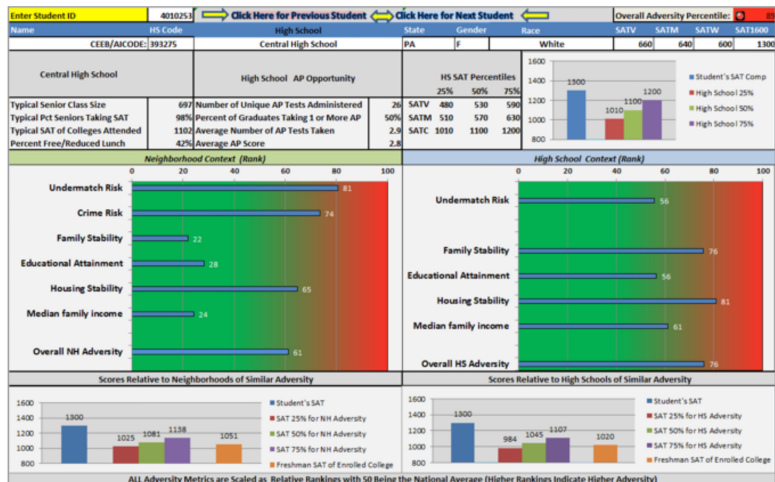 Enter Student ID 4010253 Click Here for Previous Student Click Here for Next Student Overall Adversity Percentile:
Name HS Code High School State Gender Race SATV SATM SATW SAT1600
CEEB/AICODE: 393275 Central High School PA F White 660 640 600 1300
Central High School High School AP Opportunity HS SAT Percentiles
25% 50% 75%
Typical Senior Class Size 697 Number of Unique AP Tests Administered 26 SATV 480 530 590
Typical Pct Seniors Taking SAT 98% Percent of Graduates Taking 1 or More AP 50% SATM 510 570 630
Typical SAT of Colleges Attended 1102 Average Number of AP Tests Taken 2.9 SATC 1010 1100 1200
Percent Free/Reduced Lunch 42% Average AP Score 2.8
1600
1400
1200
1000
800
1300
1010
1100
1200
Student's SAT Comp
High School 25%
High School 50%
High School 75%
Neighborhood Context (Rank)
0 20 40 60 80 100
Undermatch Risk 81
Crime Risk 74
Family Stability 22
Educational Attainment 28
Housing Stability 65
Median family income 24
Overall NH Adversity 61
High School Context (Rank)
0 20 40 60 80 100
Undermatch Risk 56
Family Stability 76
Educational Attainment 56
Housing Stability 81
Median family income 61
Overall HS Adversity 76
Scores Relative to Neighborhoods of Similar Adversity
1600
1400
1200
1000
800
1300
1025
1081
1138
1051
Student's SAT
SAT 25% for NH Adversity
SAT 50% for NH Adversity
SAT 75% for NH Adversity
Freshman SAT of Enrolled College
Scores Relative to High Schools of Similar Adversity
1600
1400
1200
1000
800
1300
984
1045
1107
1020
Student's SAT
SAT 25% for HS Adversity
SAT 50% for HS Adversity
SAT 75% for HS Adversity
Freshman SAT of Enrolled College
ALL Adversity Metrics are Scaled as Relative Rankings with 50 Being the National Average (Higher Rankings Indicate Higher Adversity)